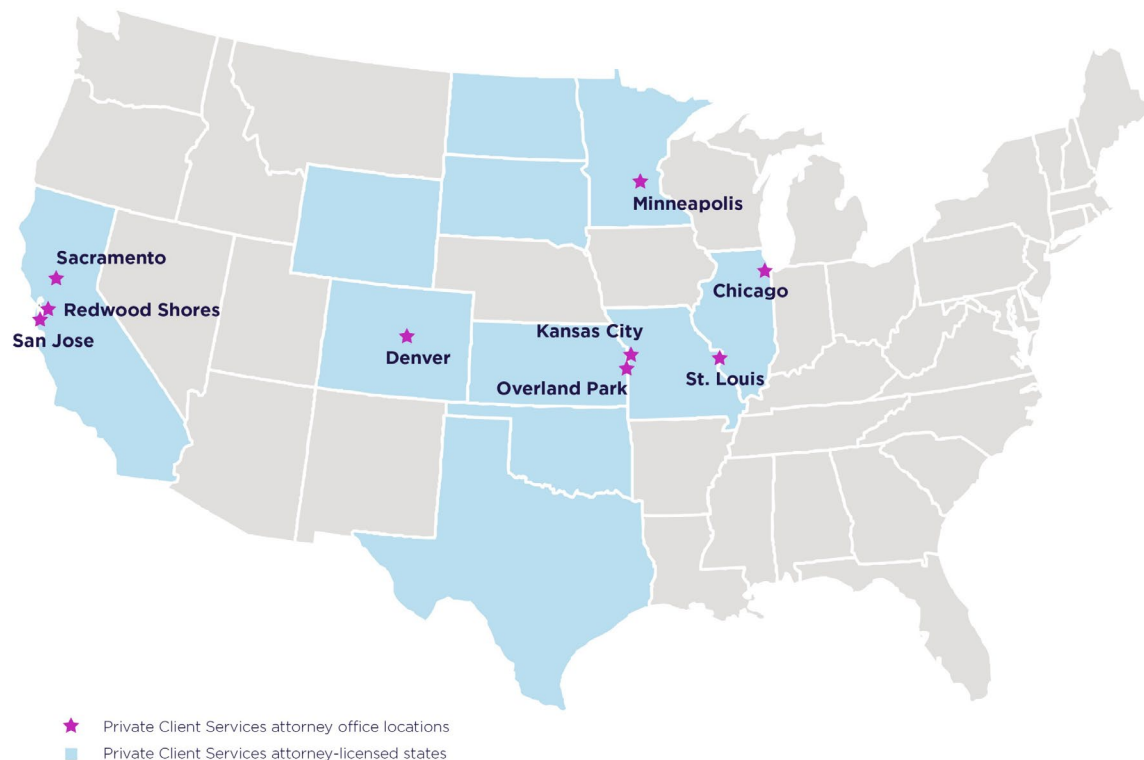 Minneapolis
Sacramento
Chicago
Redwood Shores
Kansas City
San Jose
Denver
St. Louis
Overland Park
Private Client Services attorney office locations
Private Client Services attorney-licensed states